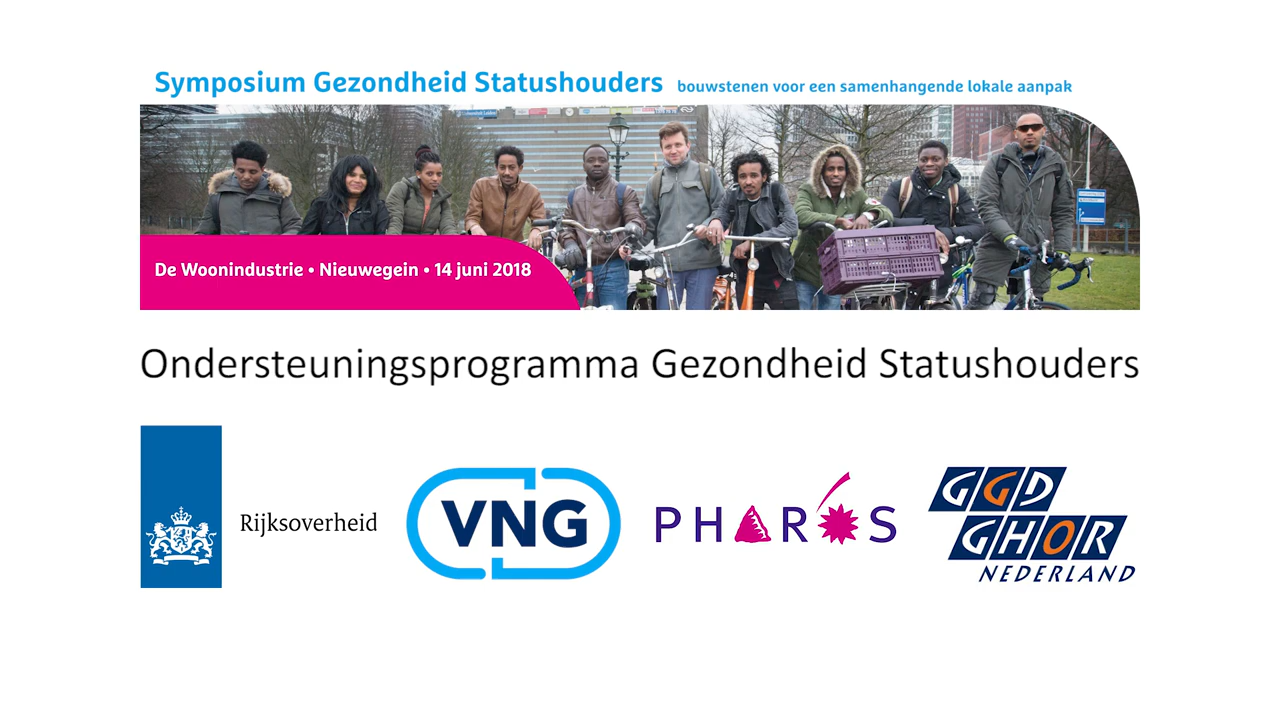 Symposium Gezondheid Statushouders bouwstenen voor een samenhangende lokale aanpak
De Woonindustrie • Nieuwegein • 14 juni 2018
Ondersteuningsprogramma Gezondheid Statushouders
Rijksoverheid
VNG
PHAROS
GGD
GHOR
NEDERLAND